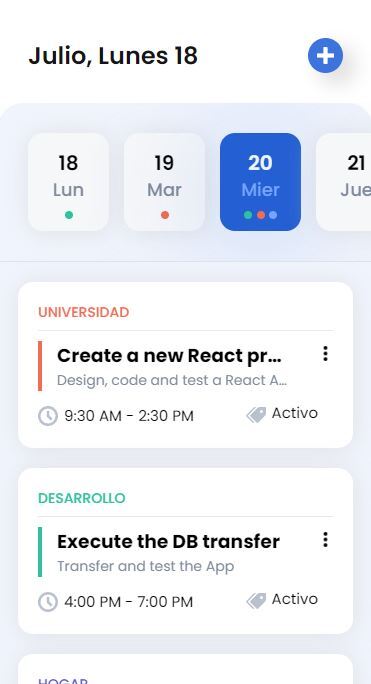 Julio, Lunes 18
18 19 20 21
Lun Mar Mier Jue
UNIVERSIDAD
Create a new React pr...
Design, code and test a React A...
9:30 AM - 2:30 PM Activo
DESARROLLO
Execute the DB transfer
Transfer and test the App
4:00 PM - 7:00 PM Activo
HOGAR